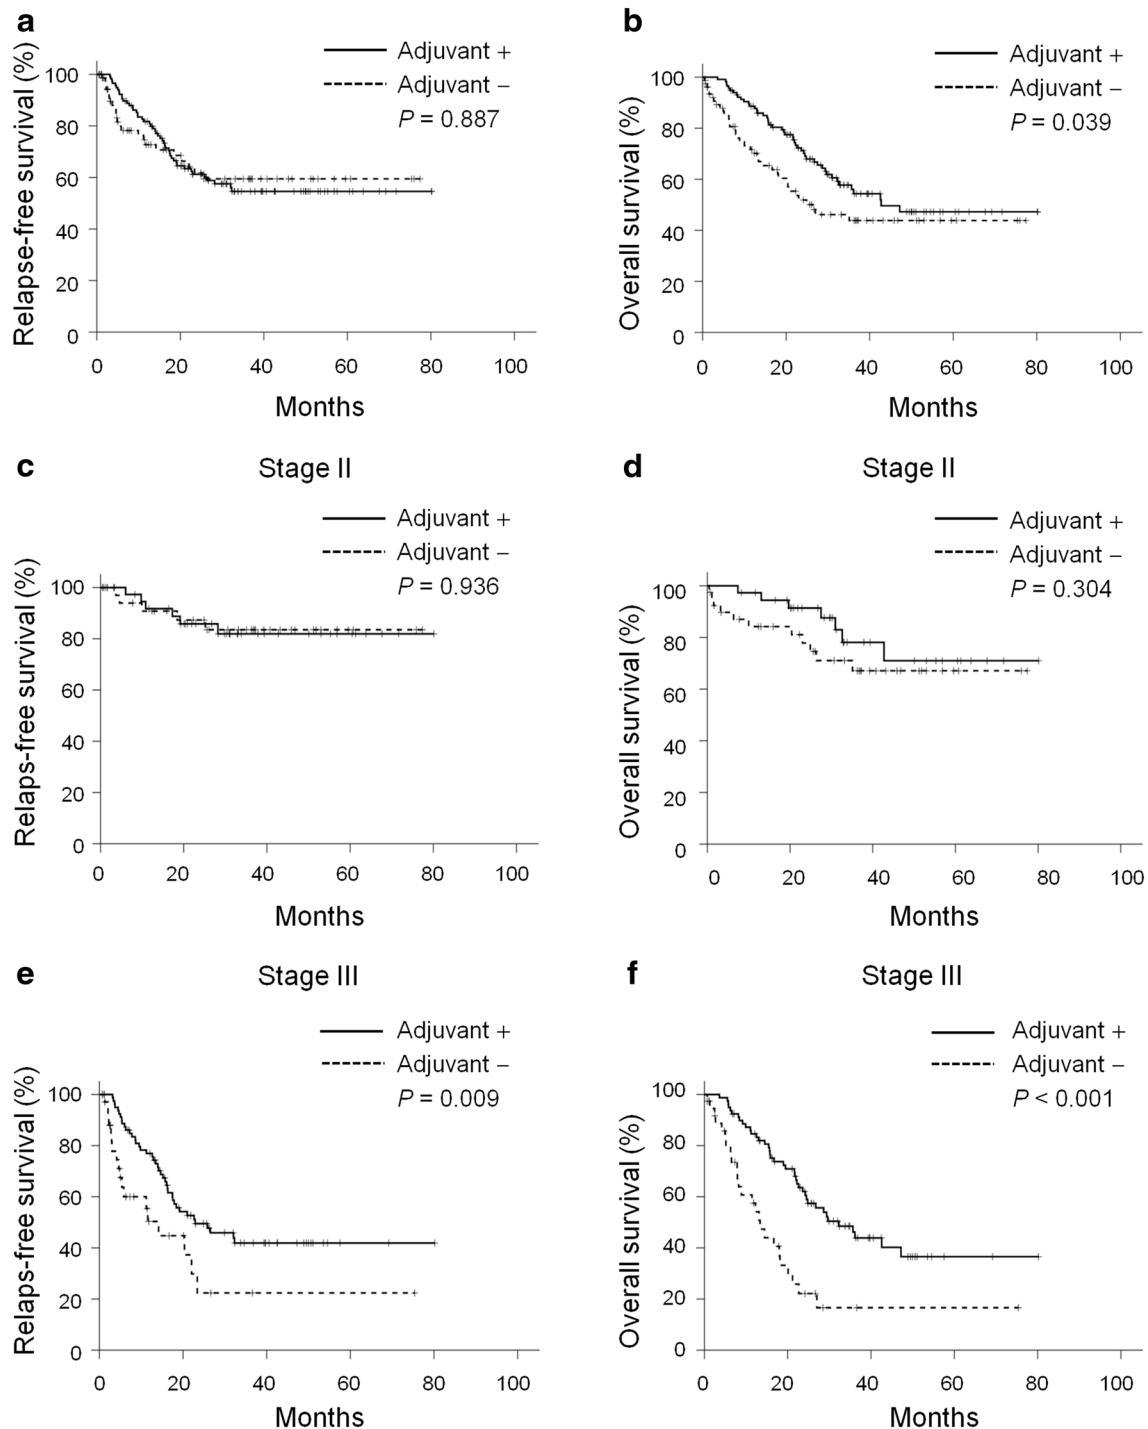 a
Relapse-free survival (%)
Adjuvant +
Adjuvant −
P = 0.887
100
80
60
40
20
0
0 20 40 60 80 100
Months
b
Overall survival (%)
Adjuvant +
Adjuvant −
P = 0.039
100
80
60
40
20
0
0 20 40 60 80 100
Months
c
Stage II
Relaps-free survival (%)
Adjuvant +
Adjuvant −
P = 0.936
100
80
60
40
20
0
0 20 40 60 80 100
Months
d
Stage II
Overall survival (%)
Adjuvant +
Adjuvant −
P = 0.304
100
80
60
40
20
0
0 20 40 60 80 100
Months
e
Stage III
Relaps-free survival (%)
Adjuvant +
Adjuvant −
P = 0.009
100
80
60
40
20
0
0 20 40 60 80 100
Months
f
Stage III
Overall survival (%)
Adjuvant +
Adjuvant −
P < 0.001
100
80
60
40
20
0
0 20 40 60 80 100
Months